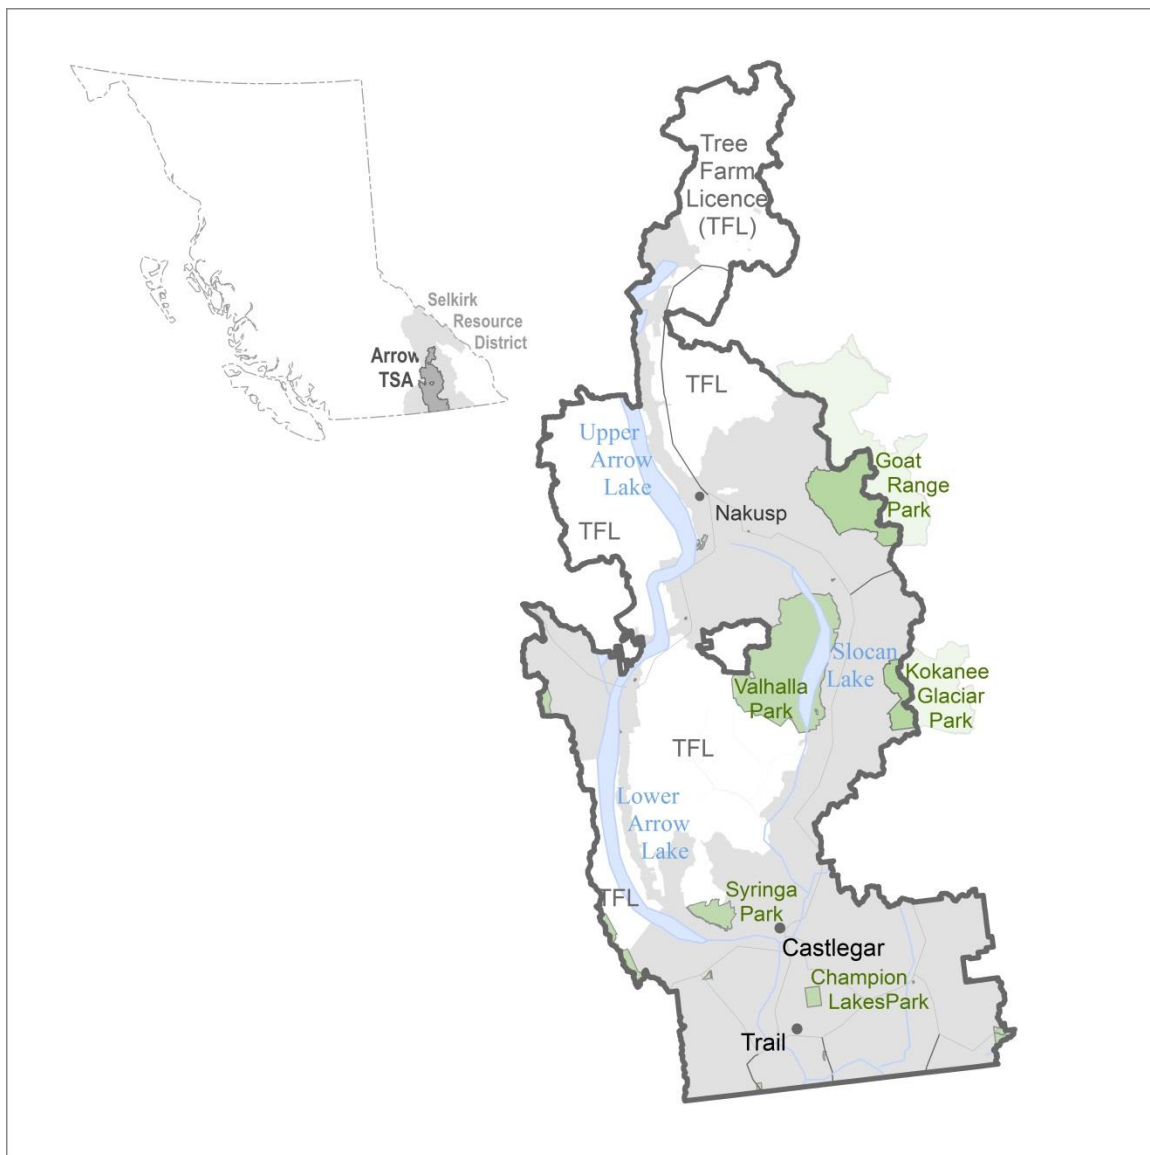 Tree
Farm
Licence
(TFL)
Selkirk
Resource
District
Arrow
TSA
TFL
Upper
Arrow
Lake
Goat
Range
Park
Nakusp
TFL
Slocan
Lake
Kokanee
Glaciar
Park
Valhalla
Park
TFL
Lower
Arrow
Lake
TFL
Syringa
Park
Castlegar
Champion
LakesPark
Trail